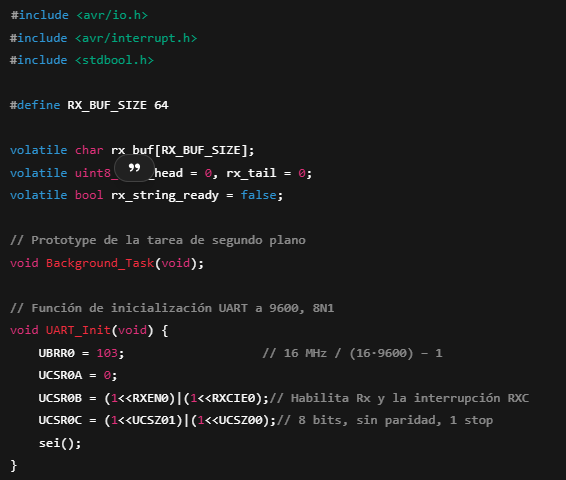 #include <avr/io.h>
#include <avr/interrupt.h>
#include <stdbool.h>
#define RX_BUF_SIZE 64
volatile char rx_buf[RX_BUF_SIZE];
volatile uint8 _head = 0, rx_tail = 0;
volatile bool rx_string_ready = false;
// Prototype de la tarea de segundo plano
void Background_Task(void);
// Función de inicialización UART a 9600, 8N1
void UART_Init(void) {
UBRR0 = 103; // 16 MHz / (16·9600) – 1
UCSR0A = 0;
UCSR0B = (1<<RXEN0)|(1<<RXCIE0);// Habilita Rx y la interrupción RXC
UCSR0C = (1<<UCSZ01)|(1<<UCSZ00);// 8 bits, sin paridad, 1 stop
sei();
}